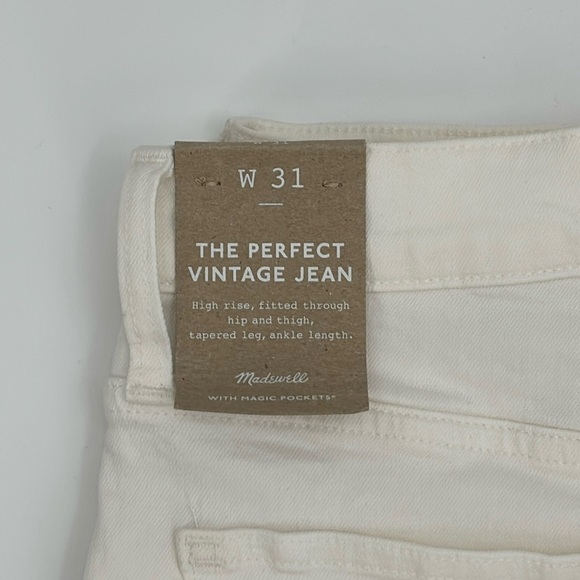 W 31
THE PERFECT
VINTAGE JEAN
High rise, fitted through
hip and thigh,
tapered leg, ankle length.
Madewell
WITH MAGIC POCKETS®